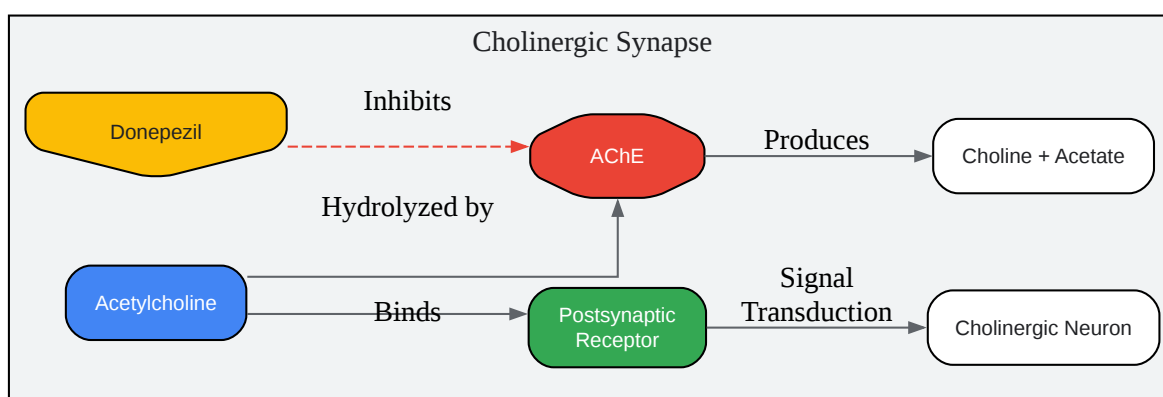 Cholinergic Synapse
Inhibits
Donepezil
AChE
Produces
Choline + Acetate
Hydrolyzed by
Acetylcholine
Binds
Postsynaptic
Receptor
Signal
Transduction
Cholinergic Neuron